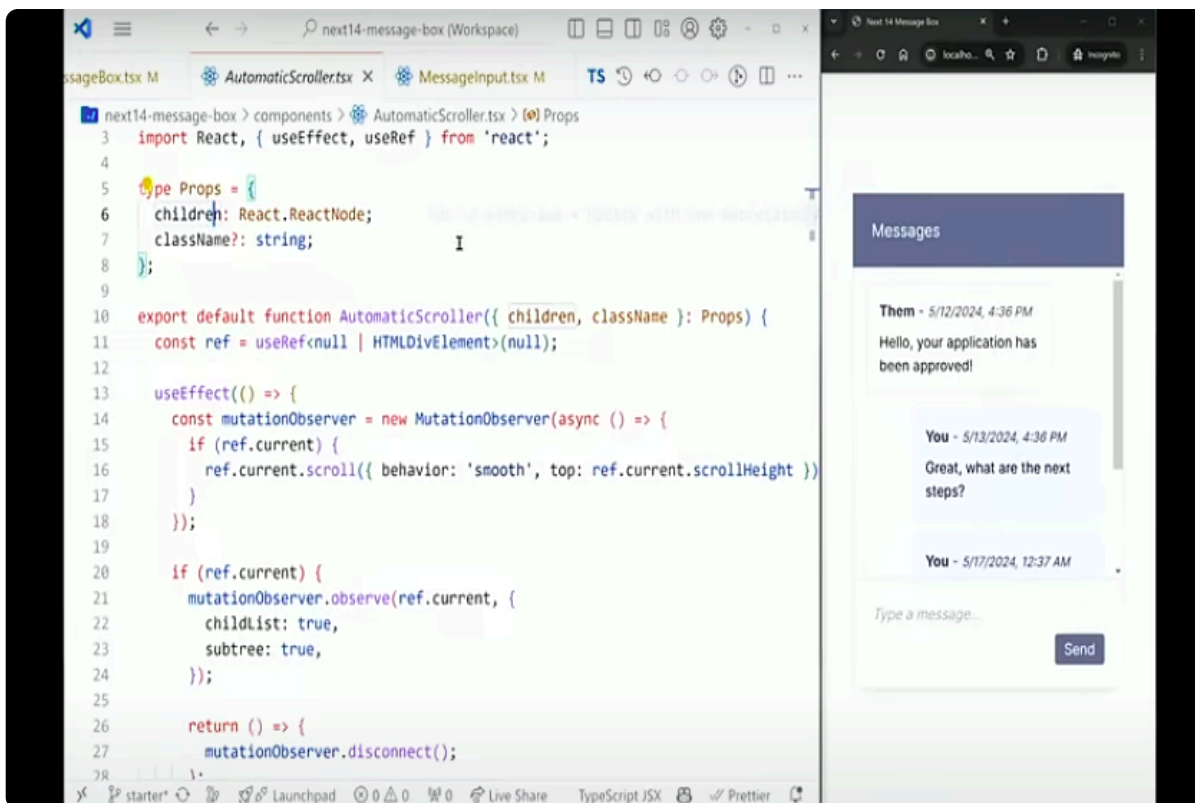 next14-message-box (Workspace)
ssageBox.tsx M
AutomaticScroller.tsx ×
MessageInput.tsx M
TS
next14-message-box > components > AutomaticScroller.tsx > Props
3 import React, { useEffect, useRef } from 'react';
4
5 type Props = {
6 children: React.ReactNode;
7 className?: string;
8 };
9
10 export default function AutomaticScroller({ children, className }: Props) {
11 const ref = useRef<null | HTMLDivElement>(null);
12
13 useEffect(() => {
14 const mutationObserver = new MutationObserver(async () => {
15 if (ref.current) {
16 ref.current.scroll({ behavior: 'smooth', top: ref.current.scrollHeight })
17 }
18 });
19
20 if (ref.current) {
21 mutationObserver.observe(ref.current, {
22 childList: true,
23 subtree: true,
24 });
25
26 return () => {
27 mutationObserver.disconnect();
28 };
starter* Launchpad 0 0 0 Live Share TypeScript JSX Prettier
Next 14 Message Box
localho... Incognito
Messages
Them - 5/12/2024, 4:36 PM
Hello, your application has
been approved!
You - 5/13/2024, 4:36 PM
Great, what are the next
steps?
You - 5/17/2024, 12:37 AM
Type a message...
Send